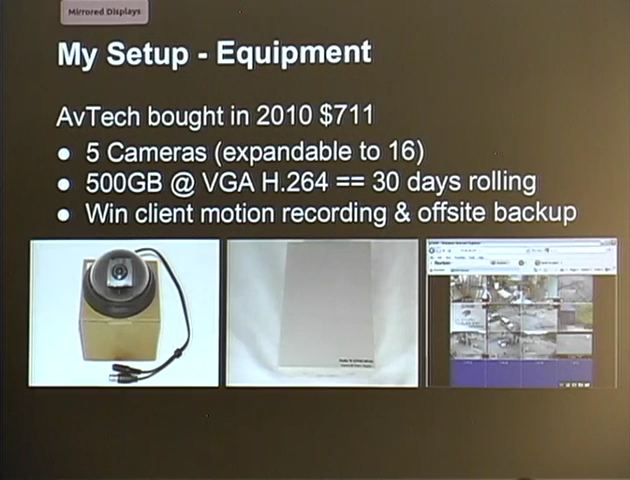 Mirrored Displays
My Setup - Equipment
AvTech bought in 2010 $711
● 5 Cameras (expandable to 16)
● 500GB @ VGA H.264 == 30 days rolling
● Win client motion recording & offsite backup